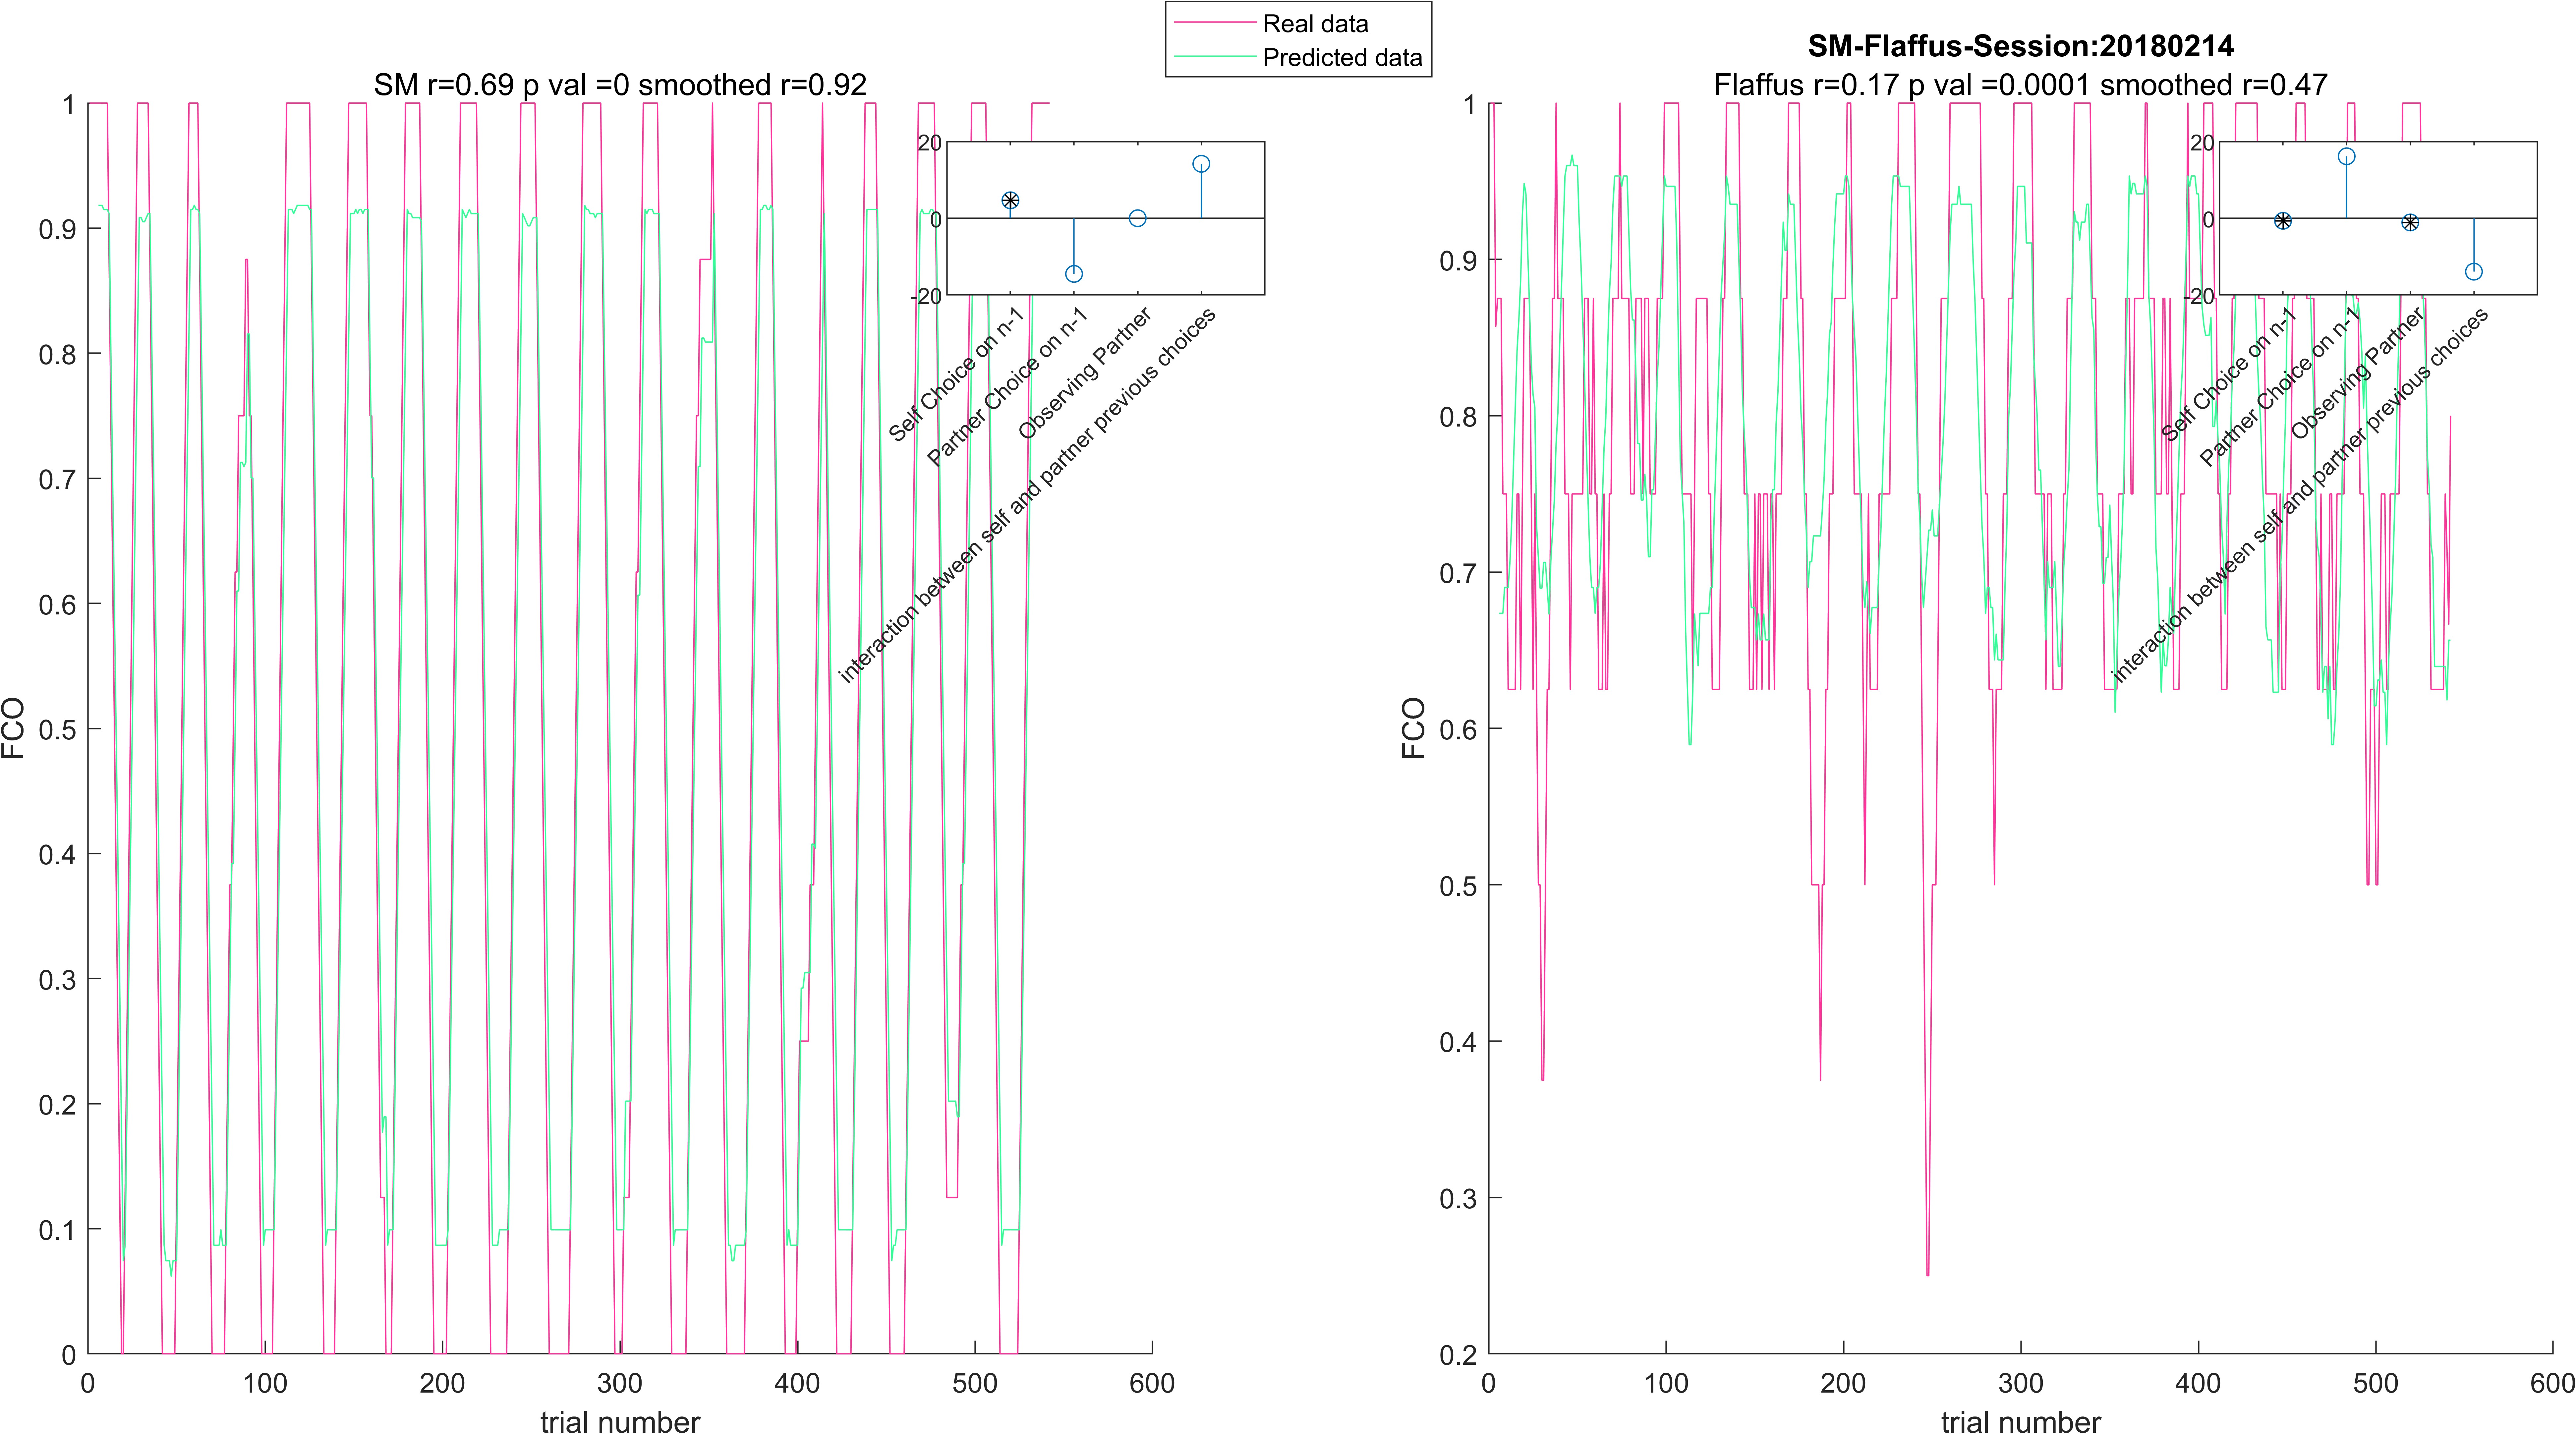 Real data
Predicted data
SM r=0.69 p val =0 smoothed r=0.92
FCO
1
0.9
0.8
0.7
0.6
0.5
0.4
0.3
0.2
0.1
0
0
100
200
300
400
500
600
trial number
20
0
-20
Self Choice on n-1
Partner Choice on n-1
Observing Partner
interaction between self and partner previous choices
SM-Flaffus-Session:20180214
Flaffus r=0.17 p val =0.0001 smoothed r=0.47
FCO
1
0.9
0.8
0.7
0.6
0.5
0.4
0.3
0.2
0
100
200
300
400
500
600
trial number
20
0
-20
Self Choice on n-1
Partner Choice on n-1
Observing Partner
interaction between self and partner previous choices